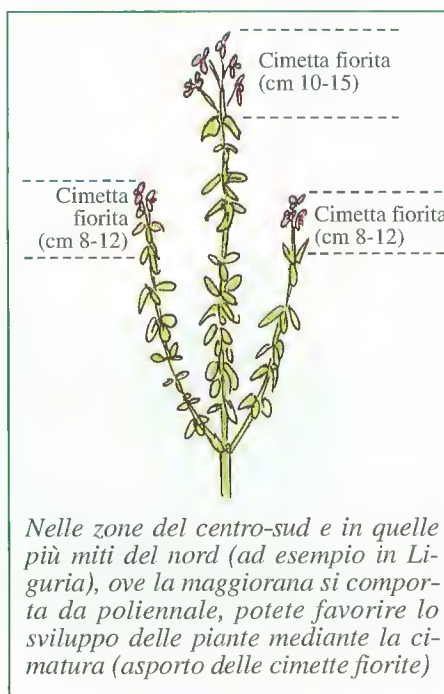 Cimetta fiorita
(cm 10-15)
Cimetta
fiorita
(cm 8-12)
Cimetta fiorita
(cm 8-12)
Nelle zone del centro-sud e in quelle
più miti del nord (ad esempio in Li-
guria), ove la maggiorana si compor-
ta da poliennale, potete favorire lo
sviluppo delle piante mediante la ci-
matura (asporto delle cimette fiorite)